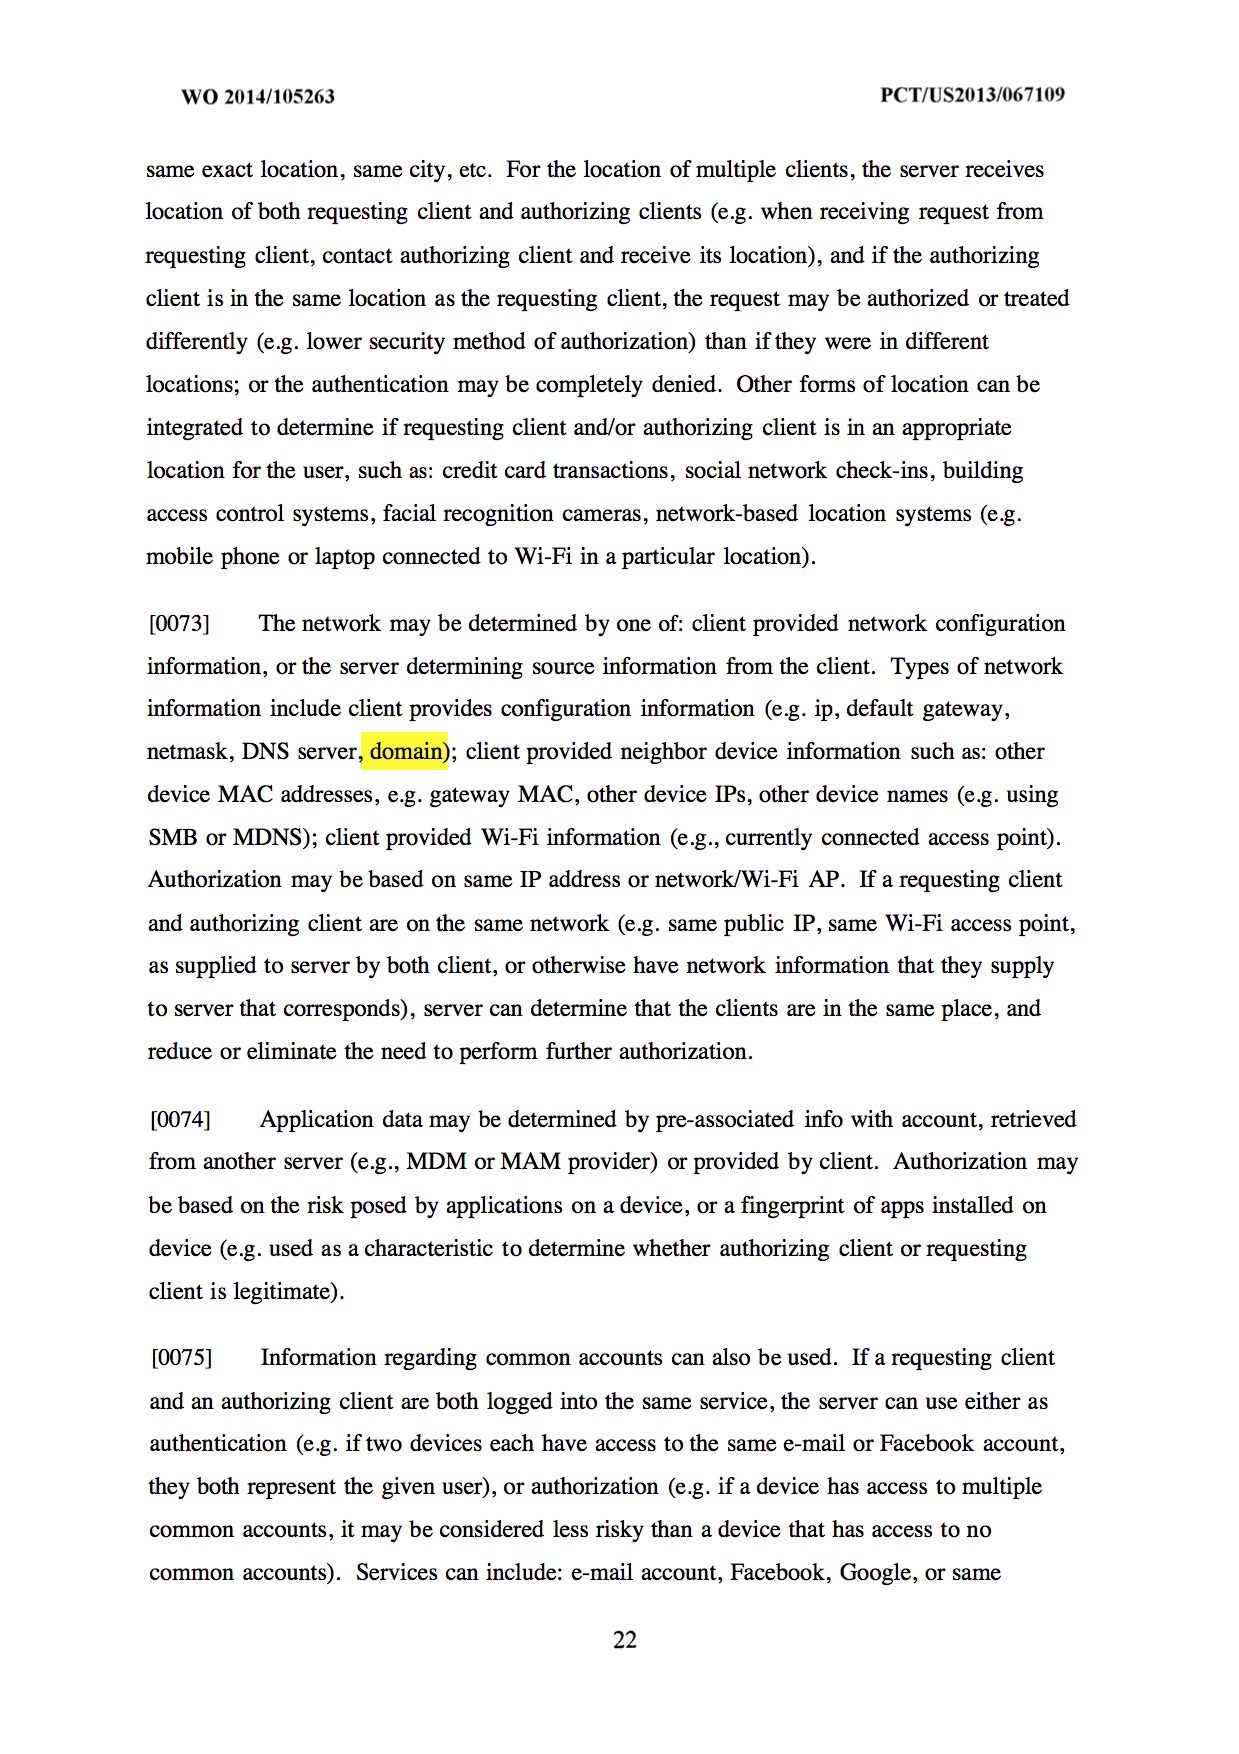 WO 2014/105263 PCT/US2013/067109
same exact location, same city, etc. For the location of multiple clients, the server receives
location of both requesting client and authorizing clients (e.g. when receiving request from
requesting client, contact authorizing client and receive its location), and if the authorizing
client is in the same location as the requesting client, the request may be authorized or treated
differently (e.g. lower security method of authorization) than if they were in different
locations; or the authentication may be completely denied. Other forms of location can be
integrated to determine if requesting client and/or authorizing client is in an appropriate
location for the user, such as: credit card transactions, social network check-ins, building
access control systems, facial recognition cameras, network-based location systems (e.g.
mobile phone or laptop connected to Wi-Fi in a particular location).
[0073] The network may be determined by one of: client provided network configuration
information, or the server determining source information from the client. Types of network
information include client provides configuration information (e.g. ip, default gateway,
netmask, DNS server, domain); client provided neighbor device information such as: other
device MAC addresses, e.g. gateway MAC, other device IPs, other device names (e.g. using
SMB or MDNS); client provided Wi-Fi information (e.g., currently connected access point).
Authorization may be based on same IP address or network/Wi-Fi AP. If a requesting client
and authorizing client are on the same network (e.g. same public IP, same Wi-Fi access point,
as supplied to server by both client, or otherwise have network information that they supply
to server that corresponds), server can determine that the clients are in the same place, and
reduce or eliminate the need to perform further authorization.
[0074] Application data may be determined by pre-associated info with account, retrieved
from another server (e.g., MDM or MAM provider) or provided by client. Authorization may
be based on the risk posed by applications on a device, or a fingerprint of apps installed on
device (e.g. used as a characteristic to determine whether authorizing client or requesting
client is legitimate).
[0075] Information regarding common accounts can also be used. If a requesting client
and an authorizing client are both logged into the same service, the server can use either as
authentication (e.g. if two devices each have access to the same e-mail or Facebook account,
they both represent the given user), or authorization (e.g. if a device has access to multiple
common accounts, it may be considered less risky than a device that has access to no
common accounts). Services can include: e-mail account, Facebook, Google, or same
22